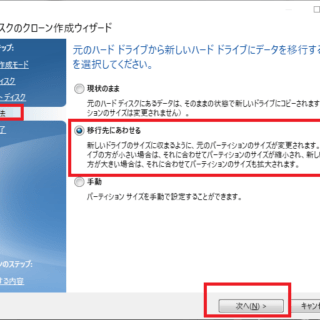 スクのクローン作成ウィザード
ップ:
作成モード
ィスク
ト ディスク
法
了
元のハード ドライブから新しいハード ドライブにデータを移行する
を選択してください。
現状のまま
元のハード ディスクにあるデータは、そのままの状態で新しいドライブにコピーされます
ションのサイズは変更されません）。
移行先にあわせる
新しいドライブのサイズに収まるように、元のパーティションのサイズが変更されます。
イブの方が小さい場合は、それに合わせてパーティションのサイズが縮小され、新し
方が大きい場合は、それに合わせてパーティションのサイズも拡大されます。
手動
パーティション サイズを手動で設定することができます。
ンのステップ:
する内容
次へ(N) >
キャンセ